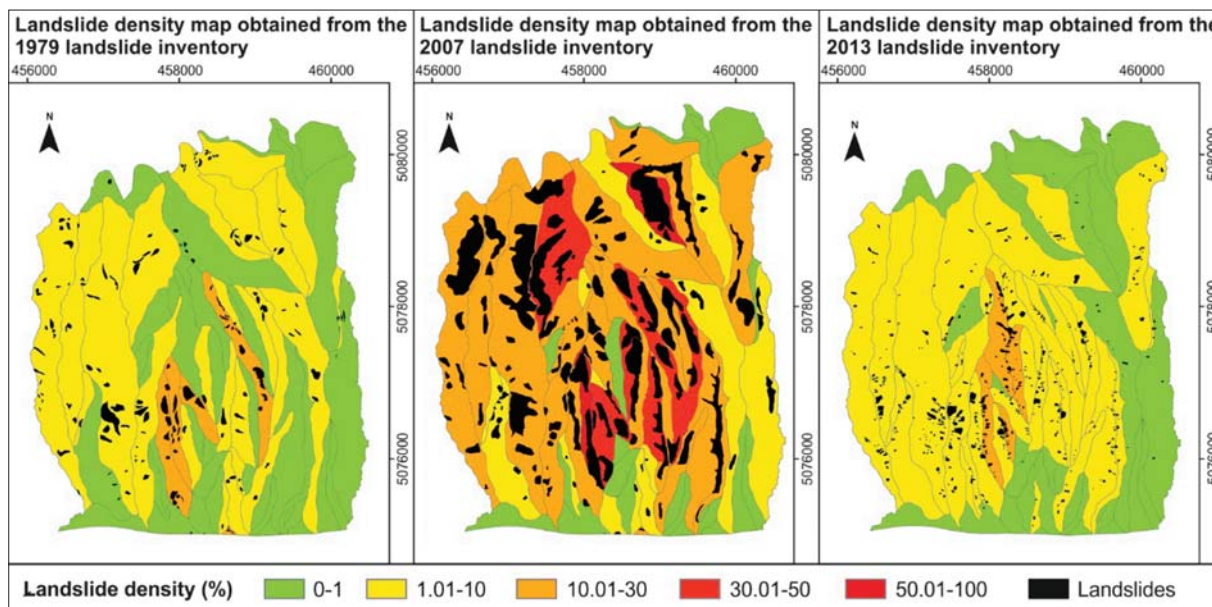 Landslide density map obtained from the
1979 landslide inventory
456000 458000 460000
N
5080000
5078000
5076000
Landslide density map obtained from the
2007 landslide inventory
456000 458000 460000
N
5080000
5078000
5076000
Landslide density map obtained from the
2013 landslide inventory
456000 458000 460000
N
5080000
5078000
5076000
Landslide density (%) 0-1 1.01-10 10.01-30 30.01-50 50.01-100 Landslides